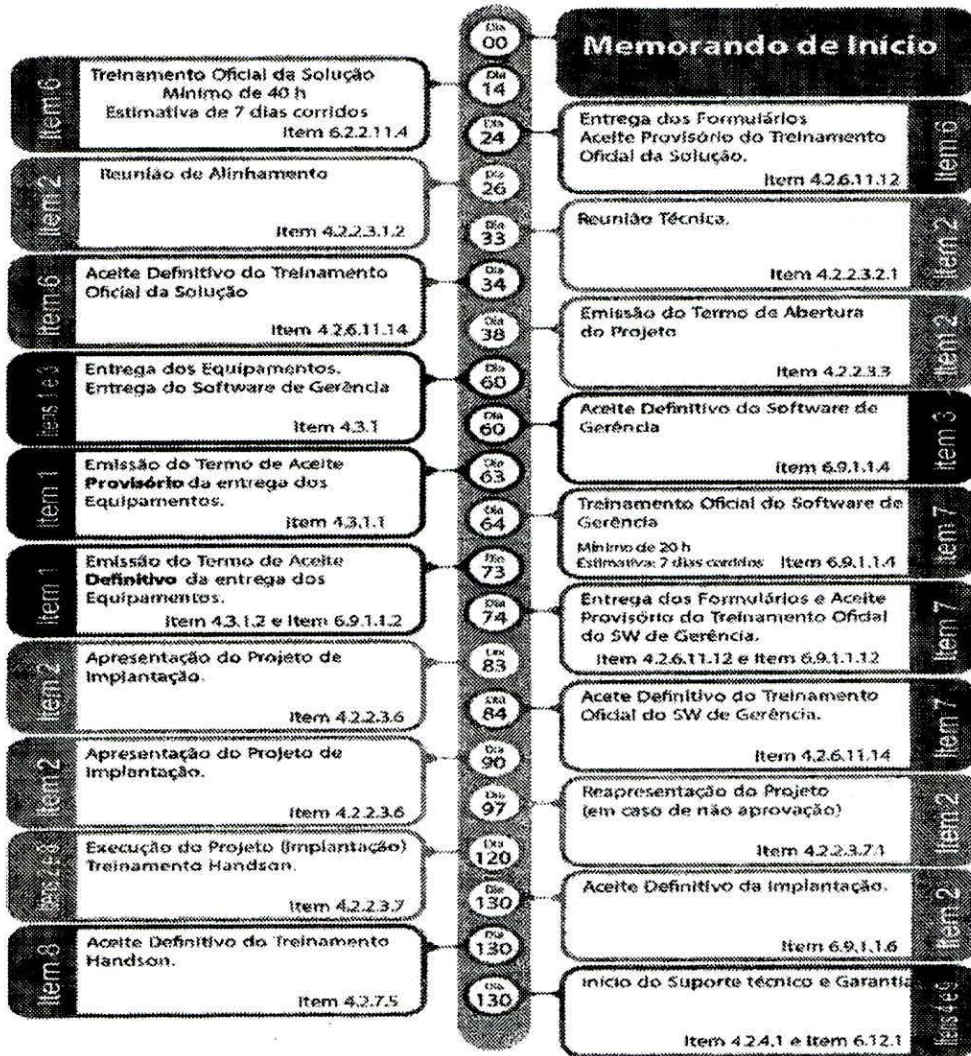 Dia
00
Memorando de Início
Item 6
Treinamento Oficial da Solução
Mínimo de 40 h
Estimativa de 7 dias corridos
Item 6.2.2.11.4
Dia
14
Dia
24
Entrega dos Formulários
Aceite Provisório do Treinamento
Oficial da Solução.
Item 4.2.6.11.12
Item 6
Item 2
Reunião de Alinhamento
Item 4.2.2.3.1.2
Dia
26
Dia
33
Reunião Técnica.
Item 4.2.2.3.2.1
Item 2
Item 6
Aceite Definitivo do Treinamento
Oficial da Solução
Item 4.2.6.11.14
Dia
34
Dia
38
Emissão do Termo de Abertura
do Projeto
Item 4.2.2.3.3
Item 2
Itens 1 e 3
Entrega dos Equipamentos.
Entrega do Software de Gerência
Item 4.3.1
Dia
60
Dia
60
Aceite Definitivo do Software de
Gerência
Item 6.9.1.1.4
Item 3
Item 1
Emissão do Termo de Aceite
Provisório da entrega dos
Equipamentos.
Item 4.3.1.1
Dia
63
Dia
64
Treinamento Oficial do Software de
Gerência
Mínimo de 20 h
Estimativa: 7 dias corridos Item 6.9.1.1.4
Item 7
Item 1
Emissão do Termo de Aceite
Definitivo da entrega dos
Equipamentos.
Item 4.3.1.2 e Item 6.9.1.1.2
Dia
73
Dia
74
Entrega dos Formulários e Aceite
Provisório do Treinamento Oficial
do SW de Gerência.
Item 4.2.6.11.12 e Item 6.9.1.1.12
Item 7
Item 2
Apresentação do Projeto de
Implantação.
Item 4.2.2.3.6
Dia
83
Dia
84
Acete Definitivo do Treinamento
Oficial do SW de Gerência.
Item 4.2.6.11.14
Item 7
Item 2
Apresentação do Projeto de
Implantação.
Item 4.2.2.3.6
Dia
90
Dia
97
Reapresentação do Projeto
(em caso de não aprovação)
Item 4.2.2.3.7.1
Item 2
Itens 2 e 8
Execução do Projeto (Implantação)
Treinamento Handson.
Item 4.2.2.3.7
Dia
120
Dia
130
Aceite Definitivo da Implantação.
Item 6.9.1.1.6
Item 2
Item 8
Aceite Definitivo do Treinamento
Handson.
Item 4.2.7.5
Dia
130
Dia
130
Início do Suporte técnico e Garantia
Item 4.2.4.1 e Item 6.12.1
Itens 4 e 9